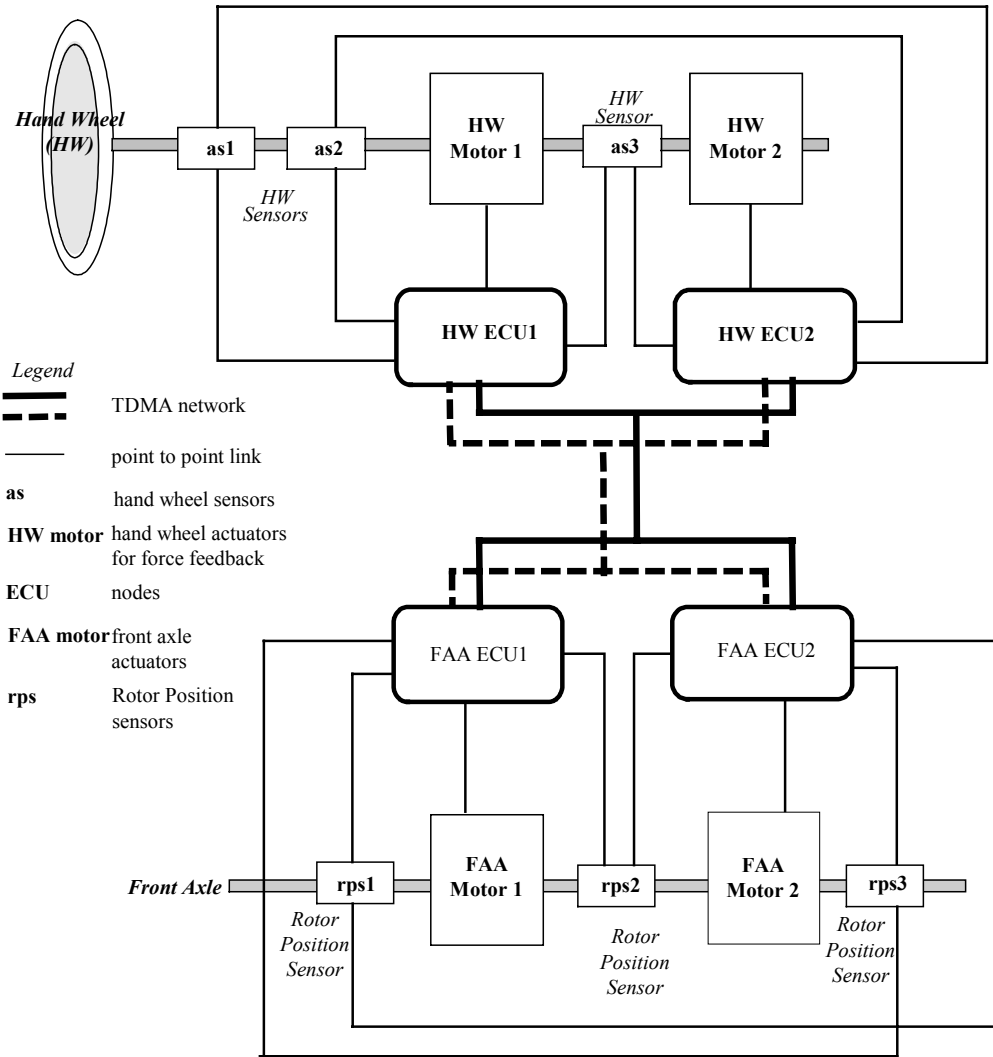 Hand Wheel
(HW)
as1
as2
HW
Sensors
HW
Motor 1
HW
Sensor
as3
HW
Motor 2
HW ECU1
HW ECU2
Legend
TDMA network
point to point link
as
hand wheel sensors
HW motor
hand wheel actuators
for force feedback
ECU
nodes
FAA motor
front axle
actuators
rps
Rotor Position
sensors
FAA ECU1
FAA ECU2
Front Axle
rps1
FAA
Motor 1
rps2
FAA
Motor 2
rps3
Rotor
Position
Sensor
Rotor
Position
Sensor
Rotor
Position
Sensor